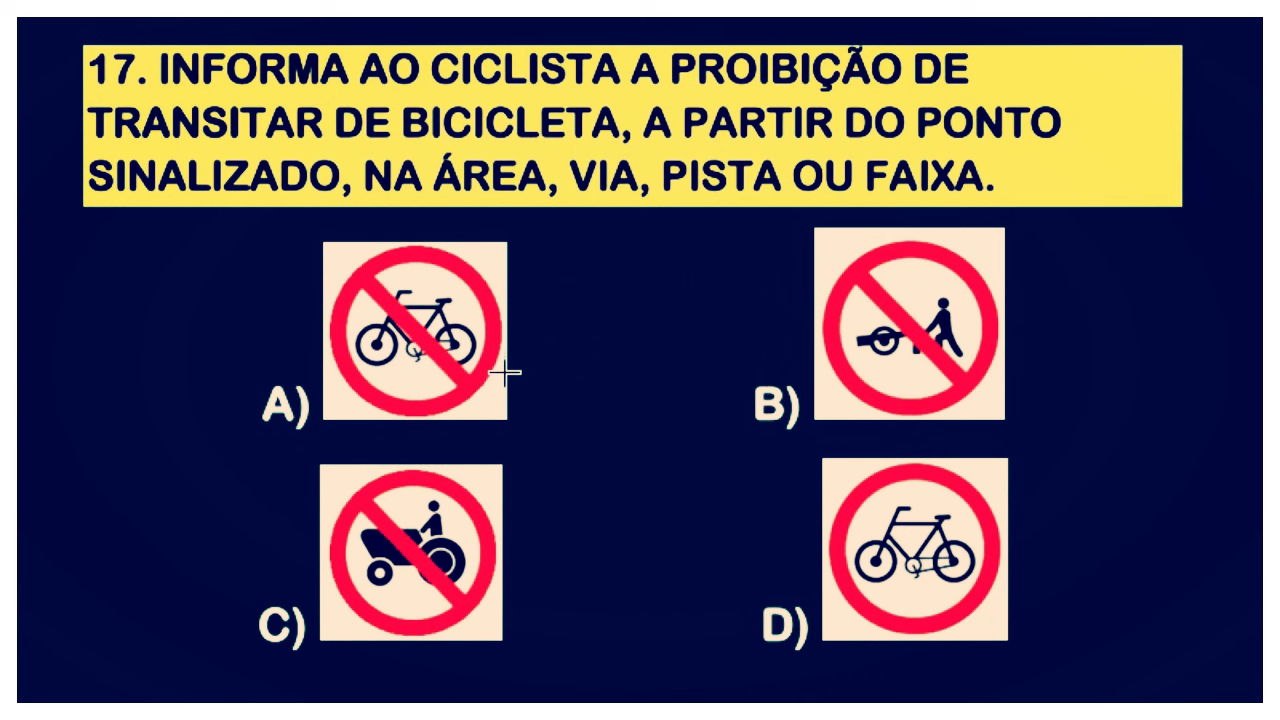 17. INFORMA AO CICLISTA A PROIBIÇÃO DE
TRANSITAR DE BICICLETA, A PARTIR DO PONTO
SINALIZADO, NA ÁREA, VIA, PISTA OU FAIXA.
A)
B)
C)
D)